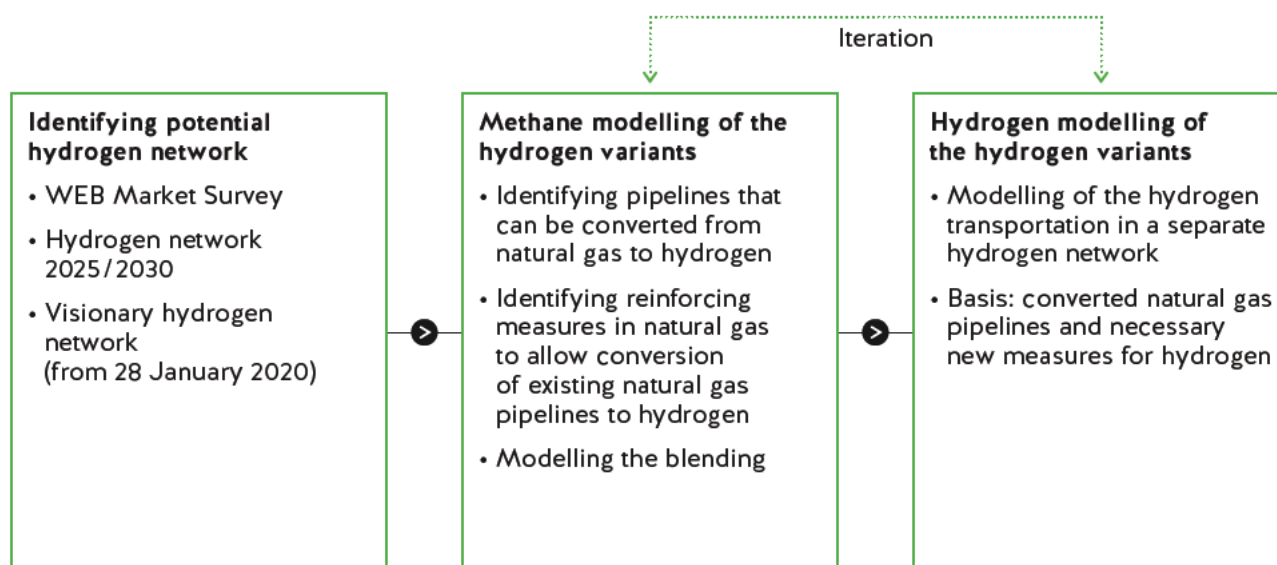 Iteration
Identifying potential
hydrogen network
• WEB Market Survey
• Hydrogen network
2025/2030
• Visionary hydrogen
network
(from 28 January 2020)
Methane modelling of the
hydrogen variants
• Identifying pipelines that
can be converted from
natural gas to hydrogen
• Identifying reinforcing
measures in natural gas
to allow conversion
of existing natural gas
pipelines to hydrogen
• Modelling the blending
Hydrogen modelling of
the hydrogen variants
• Modelling of the hydrogen
transportation in a separate
hydrogen network
• Basis: converted natural gas
pipelines and necessary
new measures for hydrogen